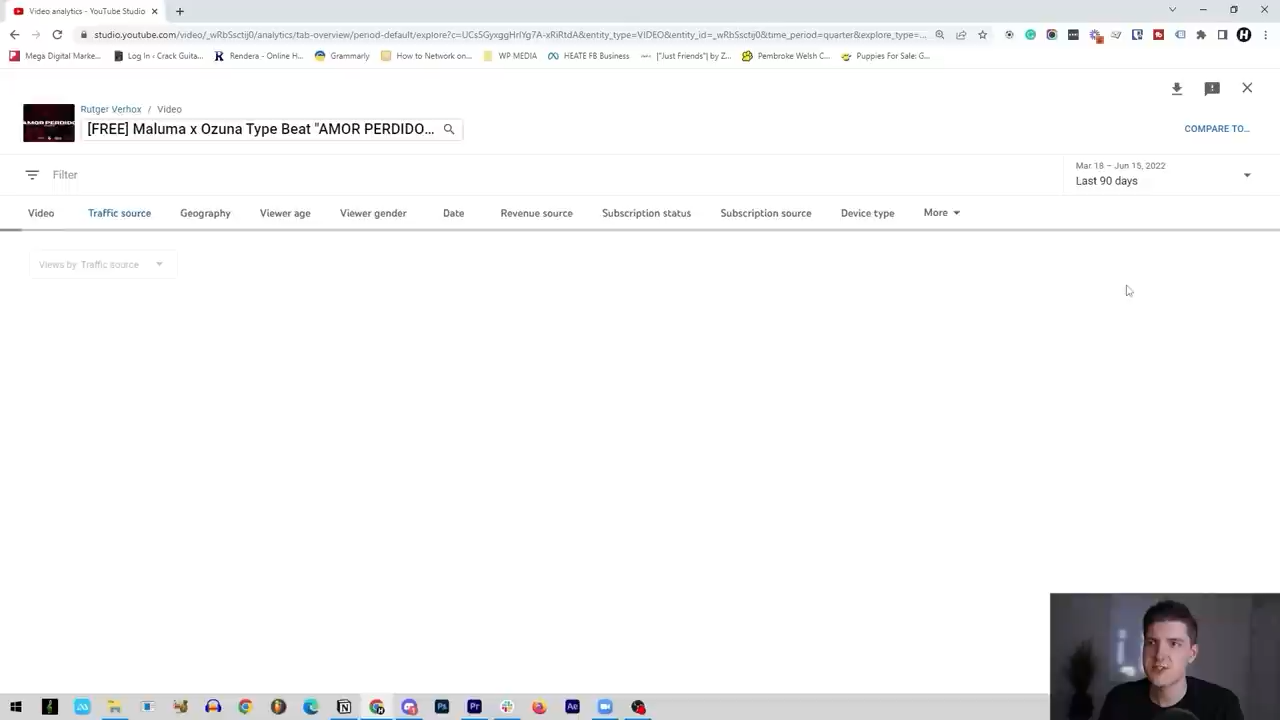 Video analytics - YouTube Studio
studio.youtube.com/video/_wRbSsctij0/analytics/tab-overview/period-default/explore?c=UCsSGyxggHrIYg7A-xRiRtdA&entity_type=VIDEO&entity_id=_wRbSsctij0&time_period=quarter&explore_type=...
Mega Digital Marke... Log In ‹ Crack Guita... Rendera - Online H... Grammarly How to Network on... WP MEDIA HEATE FB Business ["Just Friends"] by Z... Pembroke Welsh C... Puppies For Sale: G...
Rutger Verhox / Video
AMOR PERDIDO
[FREE] Maluma x Ozuna Type Beat "AMOR PERDIDO...
COMPARE TO...
Filter
Mar 18 – Jun 15, 2022
Last 90 days
Video Traffic source Geography Viewer age Viewer gender Date Revenue source Subscription status Subscription source Device type More
Views by Traffic source